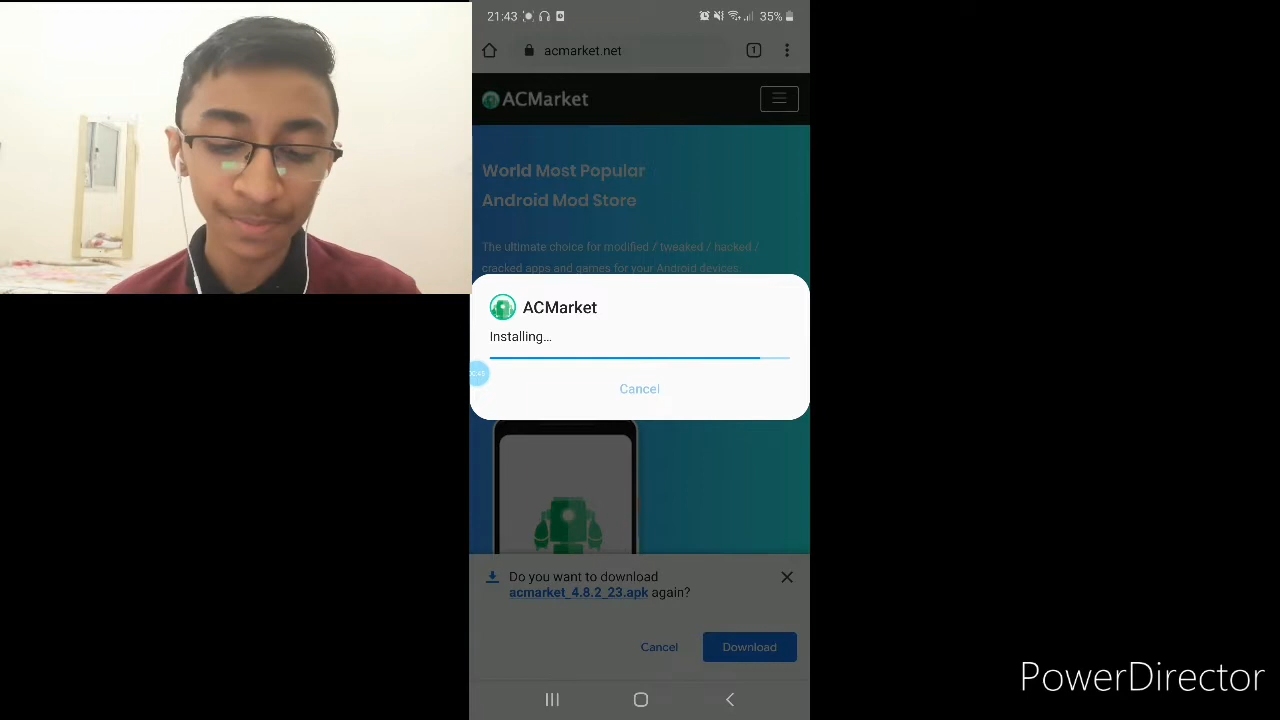 21:43
35%
acmarket.net
1
ACMarket
World Most Popular
Android Mod Store
The ultimate choice for modified / tweaked / hacked /
cracked apps and games for your Android devices.
ACMarket
Installing...
Cancel
Do you want to download
acmarket_4.8.2_23.apk again?
Cancel
Download
PowerDirector